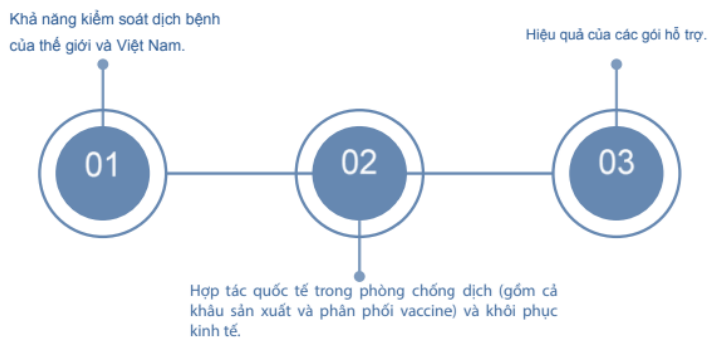 Khả năng kiểm soát dịch bệnh
của thế giới và Việt Nam.
Hiệu quả của các gói hỗ trợ.
01
02
03
Hợp tác quốc tế trong phòng chống dịch (gồm cả
khâu sản xuất và phân phối vaccine) và khôi phục
kinh tế.